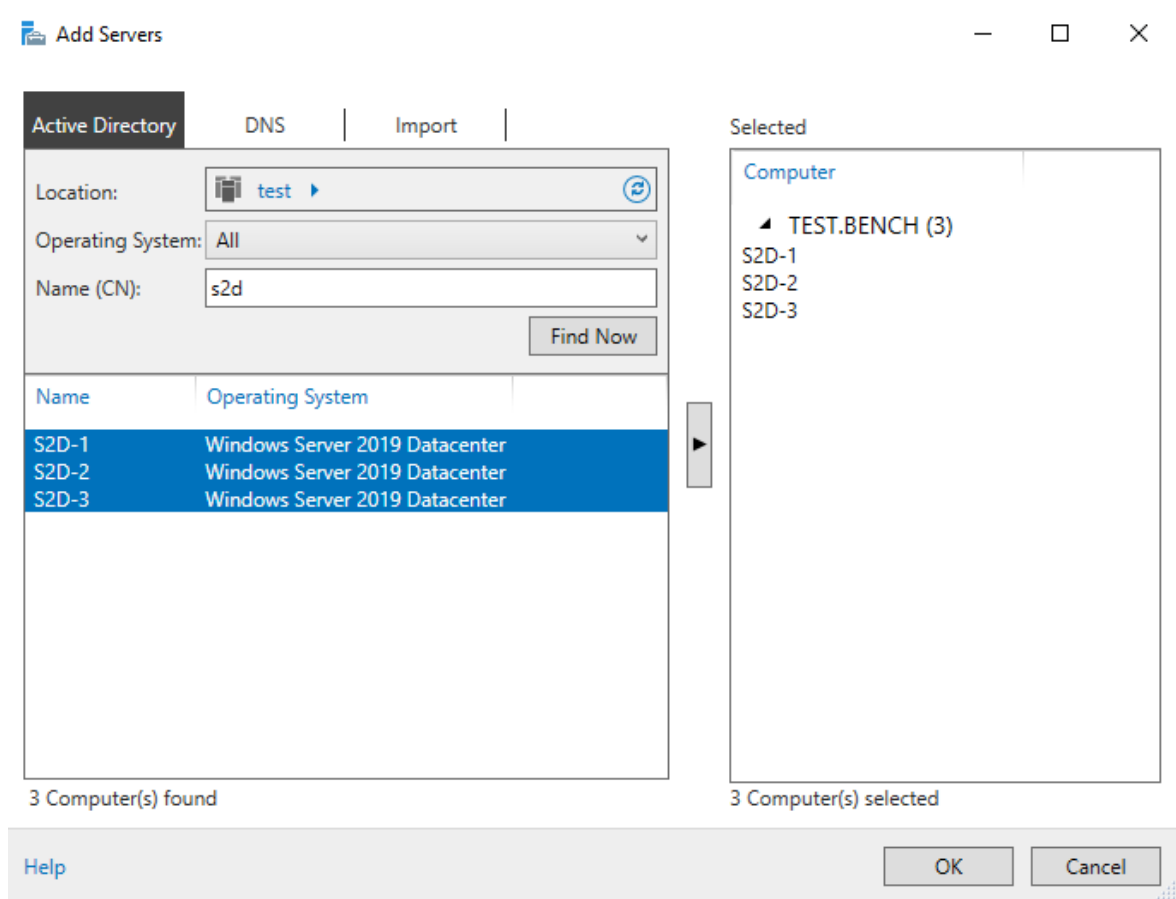 Add Servers
Active Directory
DNS
Import
Location:
test
Operating System:
All
Name (CN):
s2d
Find Now
Name
Operating System
S2D-1 Windows Server 2019 Datacenter
S2D-2 Windows Server 2019 Datacenter
S2D-3 Windows Server 2019 Datacenter
3 Computer(s) found
Selected
Computer
TEST.BENCH (3)
S2D-1
S2D-2
S2D-3
3 Computer(s) selected
Help
OK
Cancel